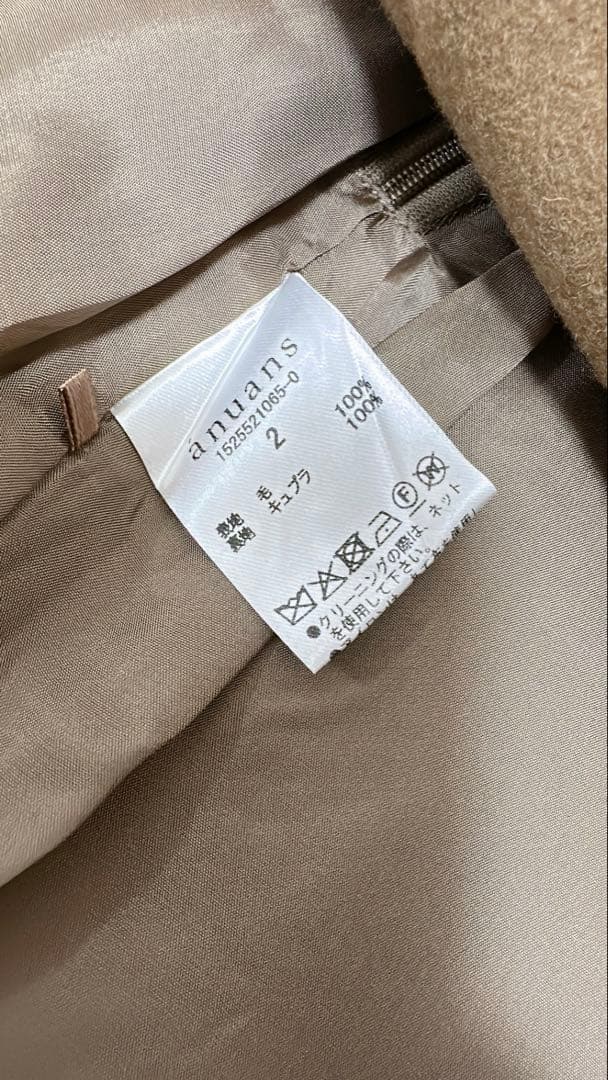 ánuans
1525521065-0
2
表地 毛 100%
裏地 キュプラ 100%
F W
●クリーニングの際は、ネット
を使用して下さい。